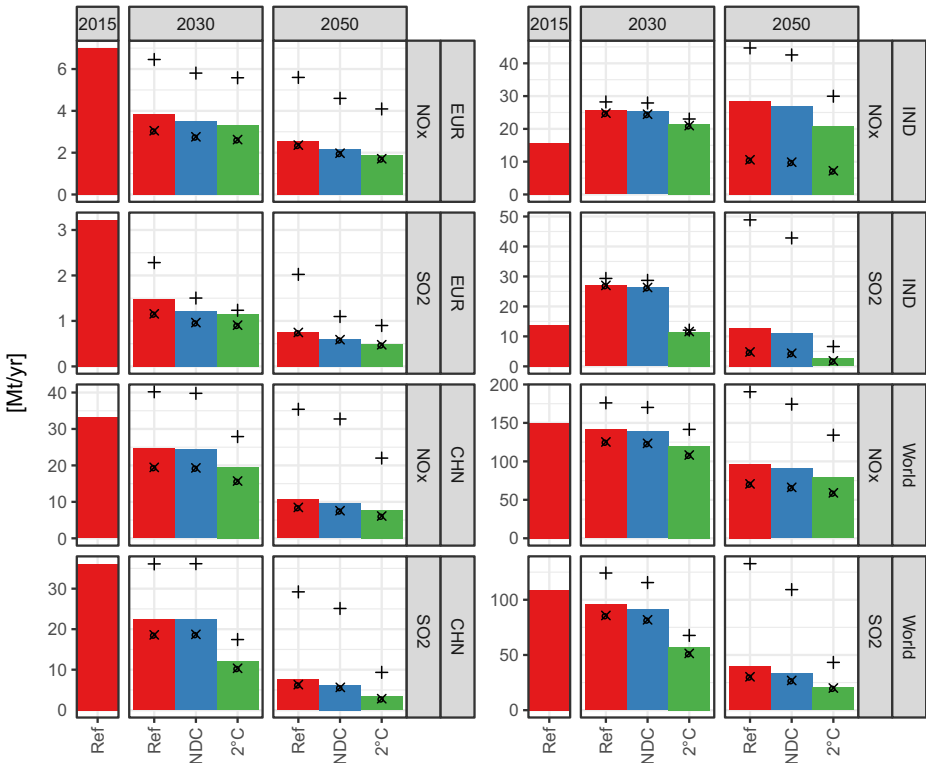 2015 2030 2050
2015 2030 2050
[Mt/yr]
6
4
2
0
NOx EUR
40
30
20
10
0
NOx IND
3
2
1
0
SO2 EUR
50
40
30
20
10
0
SO2 IND
40
30
20
10
0
NOx CHN
200
150
100
50
0
NOx World
30
20
10
0
SO2 CHN
100
50
0
SO2 World
Ref Ref NDC 2°C Ref NDC 2°C
Ref Ref NDC 2°C Ref NDC 2°C